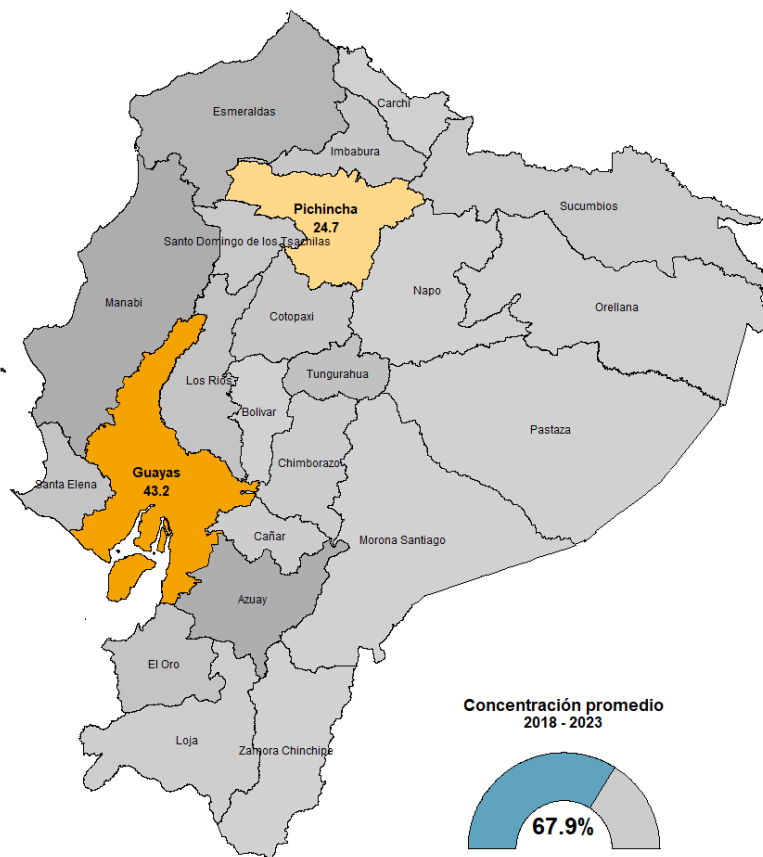 Carchi
Esmeraldas
Imbabura
Pichincha
24.7
Sucumbios
Santo Domingo de los Tsachilas
Napo
Manabi
Orellana
Cotopaxi
Tungurahua
Los Rios
Bolivar
Pastaza
Chimborazo
Guayas
43.2
Santa Elena
Cañar
Morona Santiago
Azuay
El Oro
Concentración promedio
2018 - 2023
Loja
Zamora Chinchipe
67.9%